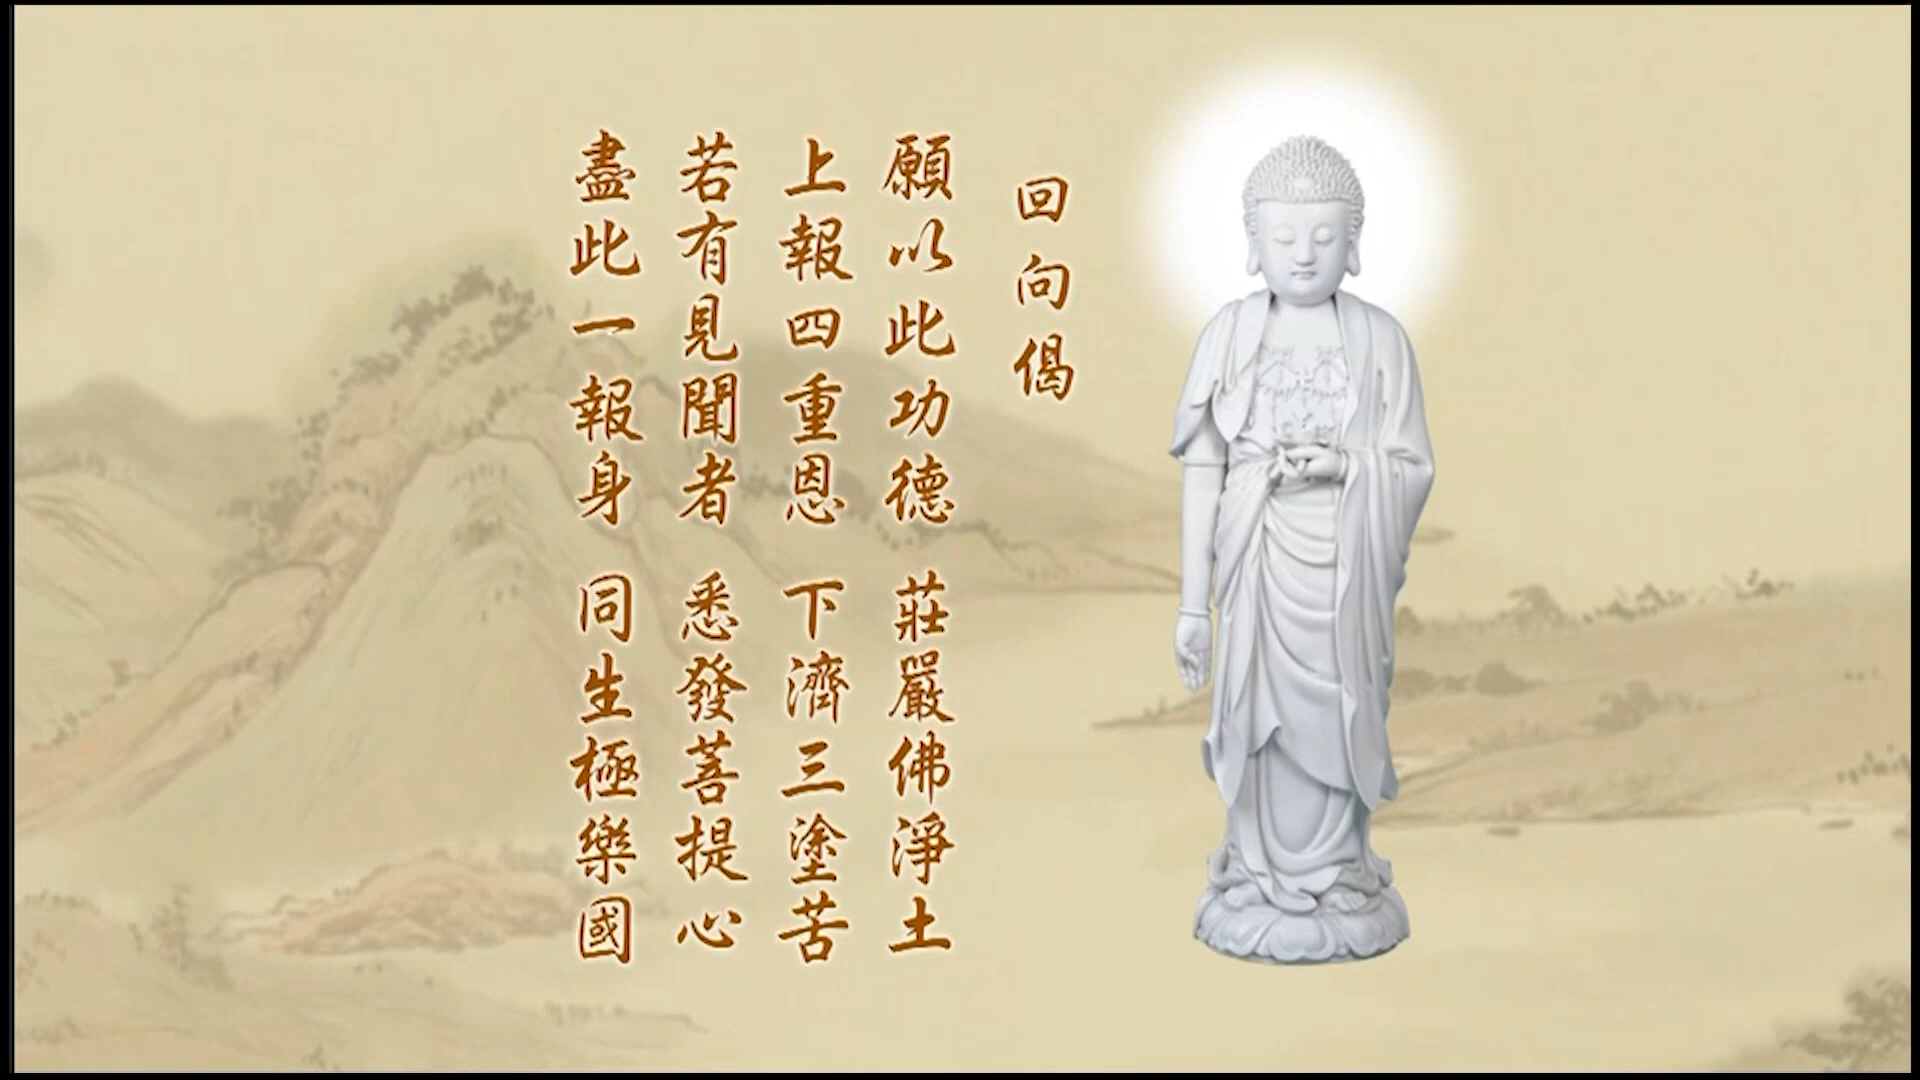 回向偈
願以此功德 莊嚴佛淨土
上報四重恩 下濟三塗苦
若有見聞者 悉發菩提心
盡此一報身 同生極樂國